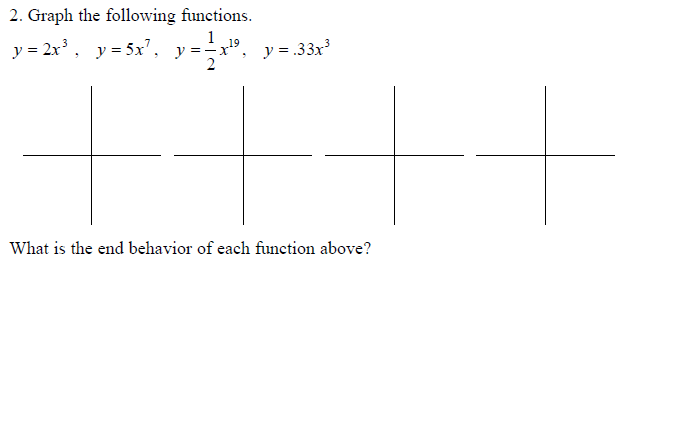 2. Graph the following functions.
y = 2x³ , y = 5x⁷ , y = 1/2 x¹⁹ , y = .33x³
What is the end behavior of each function above?